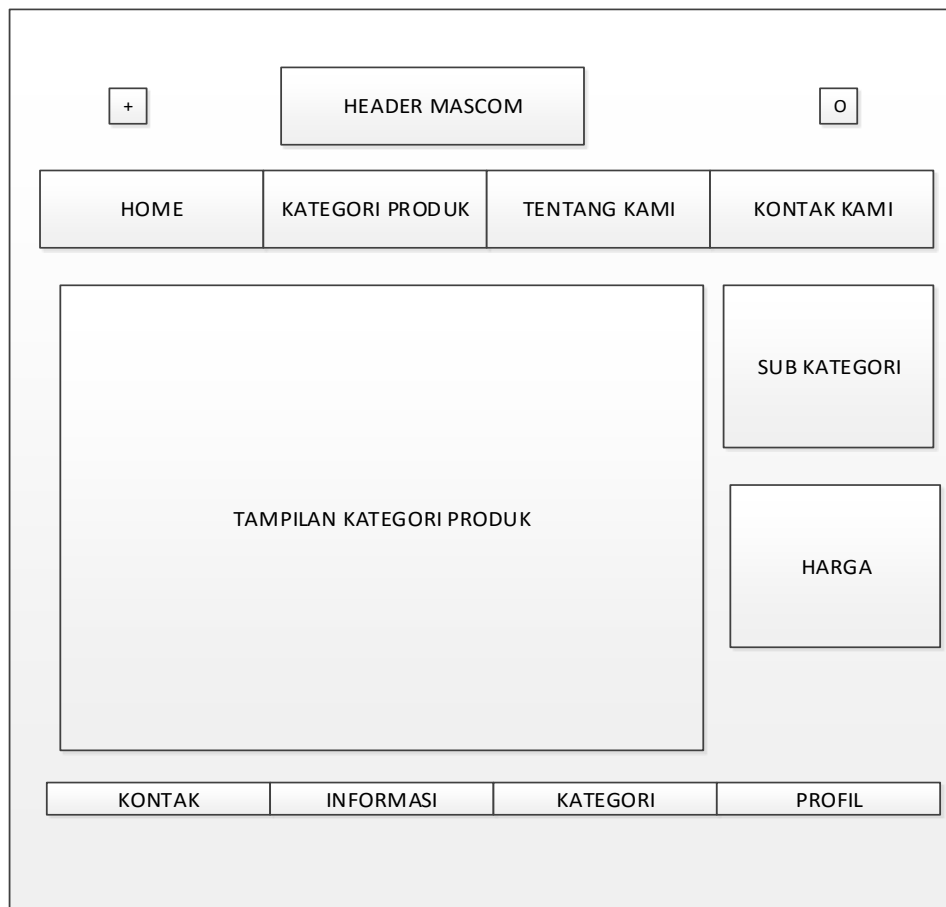 +
HEADER MASCOM
O
HOME
KATEGORI PRODUK
TENTANG KAMI
KONTAK KAMI
TAMPILAN KATEGORI PRODUK
SUB KATEGORI
HARGA
KONTAK
INFORMASI
KATEGORI
PROFIL